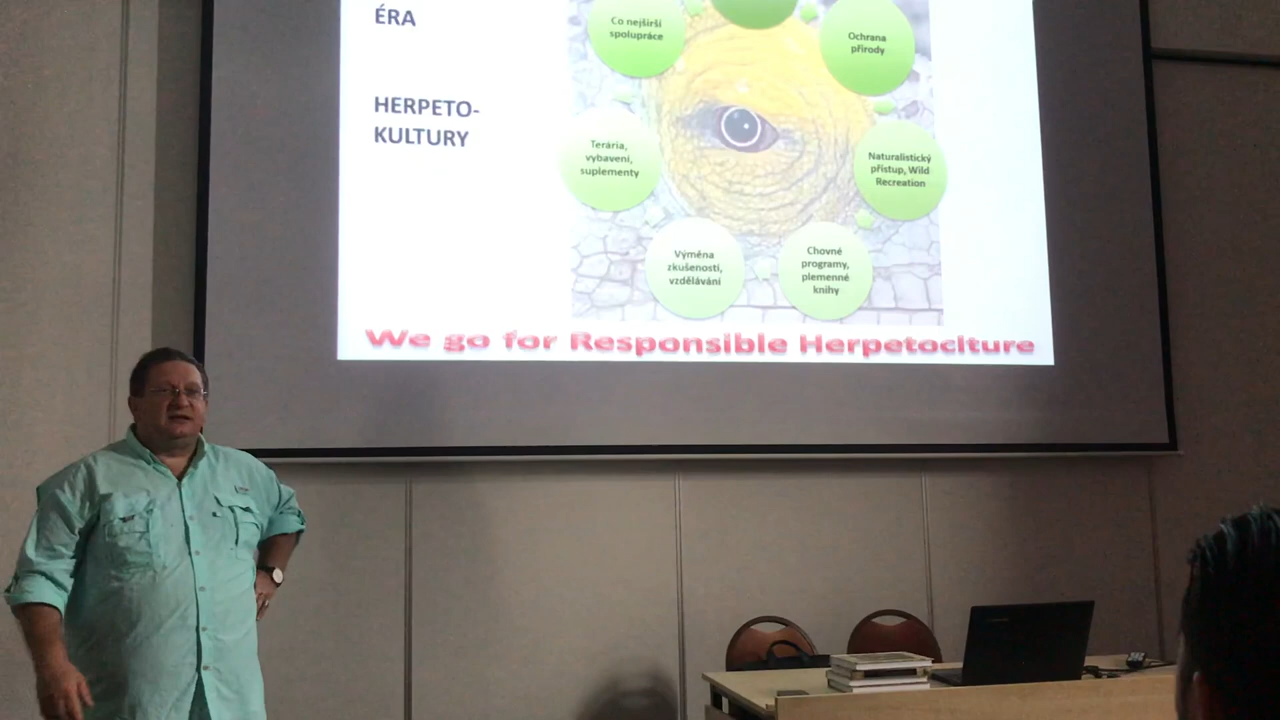 ÉRA
HERPETO-
KULTURY
Co nejširší
spolupráce
Ochrana
přírody
Terária,
vybavení,
suplementy
Naturalistický
přístup, Wild
Recreation
Výměna
zkušeností,
vzdělávání
Chovné
programy,
plemenné
knihy
We go for Responsible Herpetoclture